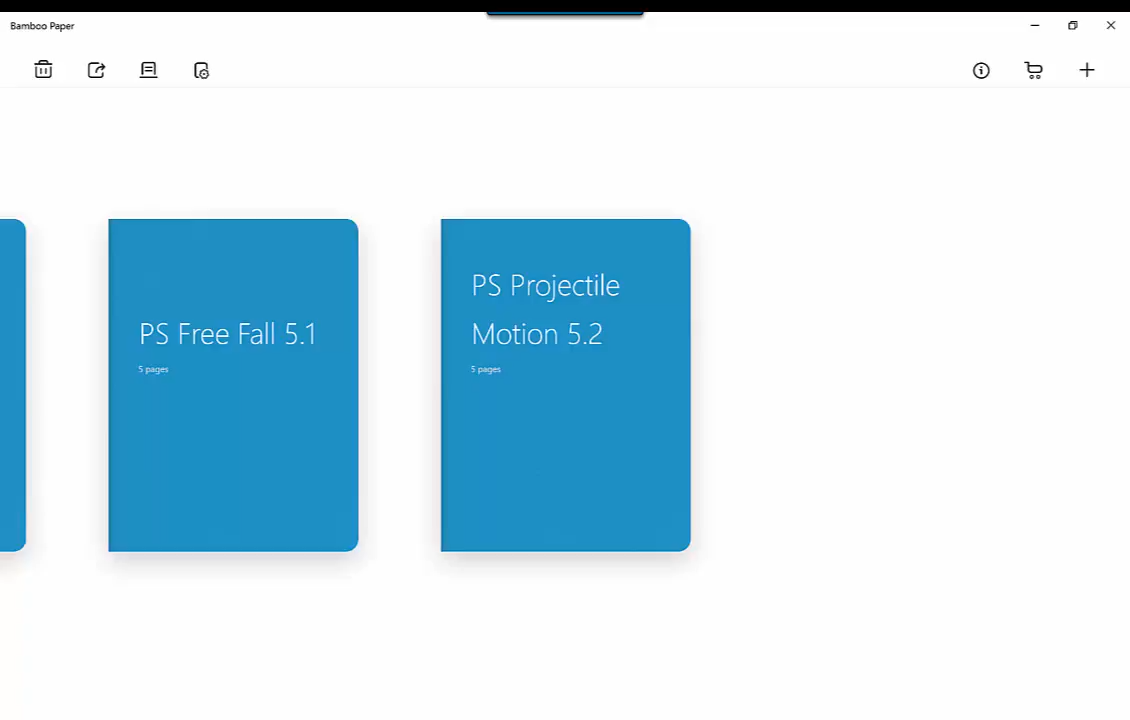 Bamboo Paper
PS Free Fall 5.1
5 pages
PS Projectile
Motion 5.2
5 pages